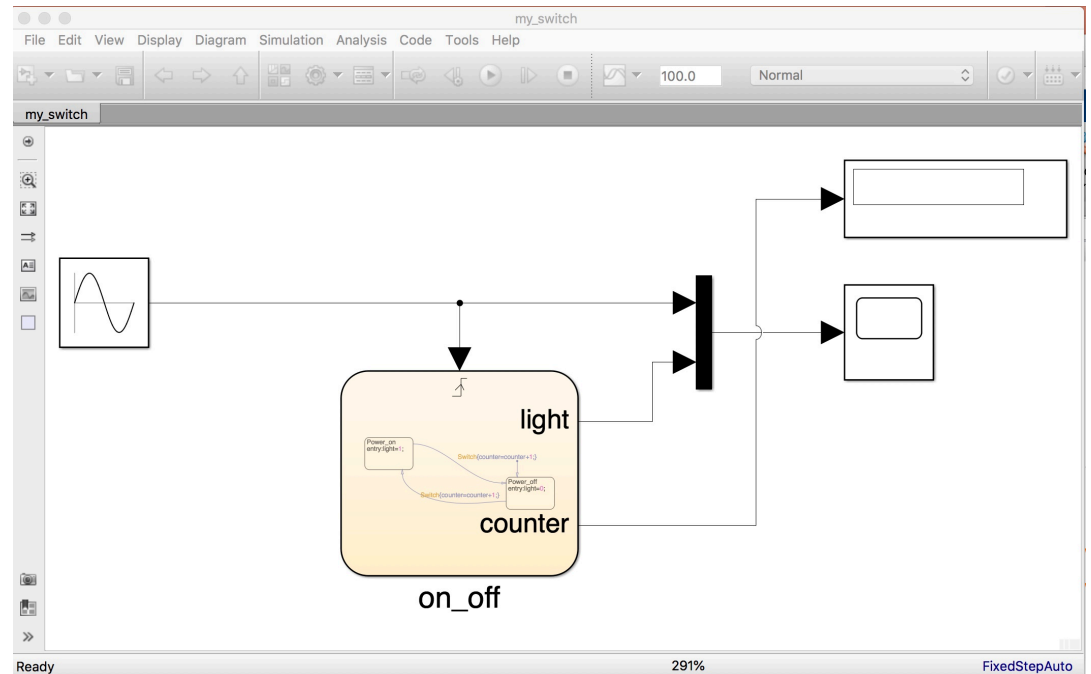 my_switch
File Edit View Display Diagram Simulation Analysis Code Tools Help
100.0 Normal
my_switch
light
Power_on
entry:light=1;
Switch{counter=counter+1;}
Power_off
entry:light=0;
Switch{counter=counter+1;}
counter
on_off
Ready 291% FixedStepAuto